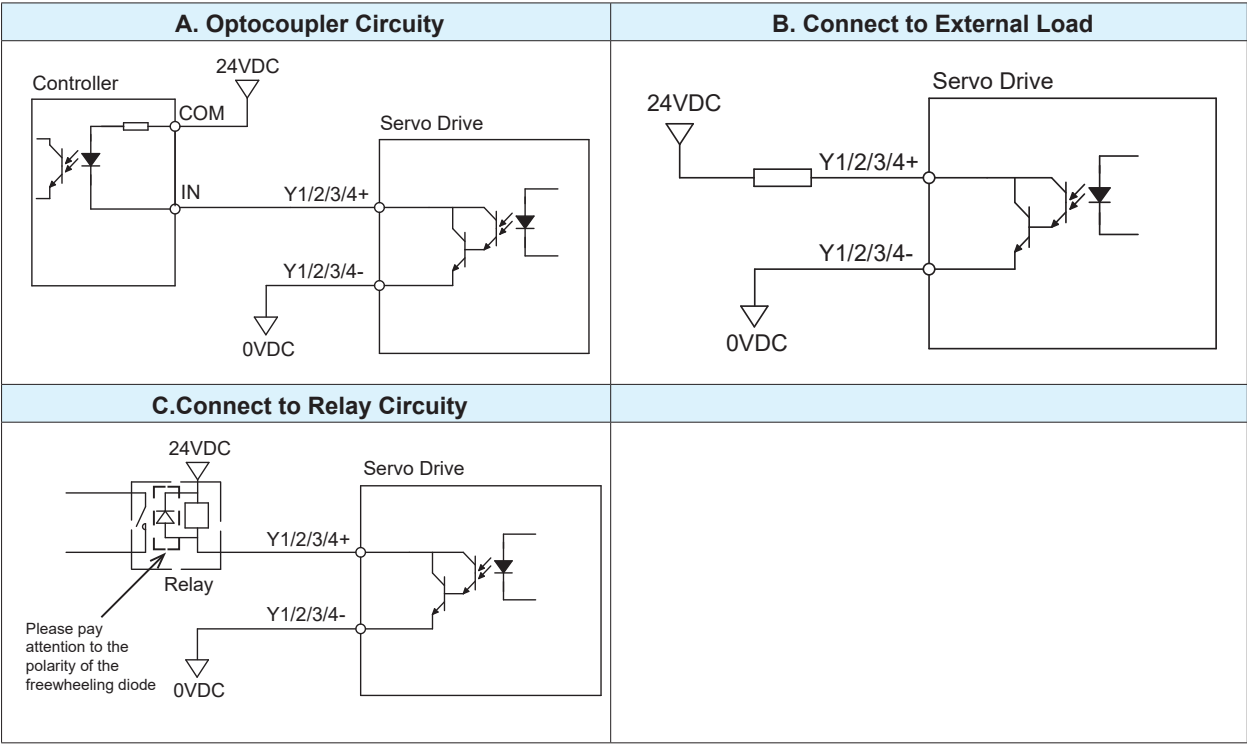 A. Optocoupler Circuity
B. Connect to External Load
Controller
24VDC
COM
IN
Servo Drive
Y1/2/3/4+
Y1/2/3/4-
0VDC
Servo Drive
24VDC
Y1/2/3/4+
Y1/2/3/4-
0VDC
C.Connect to Relay Circuity
24VDC
Servo Drive
Y1/2/3/4+
Relay
Y1/2/3/4-
Please pay
attention to the
polarity of the
freewheeling diode
0VDC